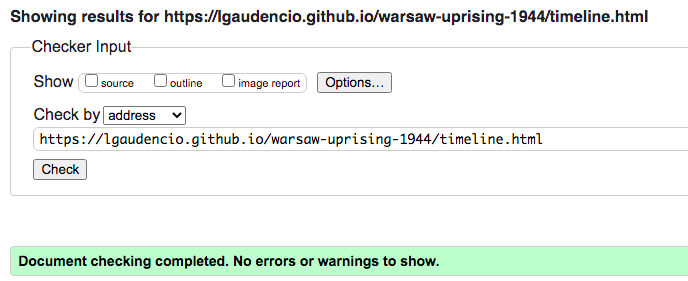 Showing results for https://lgaudencio.github.io/warsaw-uprising-1944/timeline.html
Checker Input
Show source outline image report Options...
Check by address
https://lgaudencio.github.io/warsaw-uprising-1944/timeline.html
Check
Document checking completed. No errors or warnings to show.